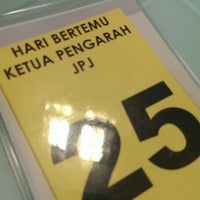 HARI BERTEMU
KETUA PENGARAH
JPJ
25